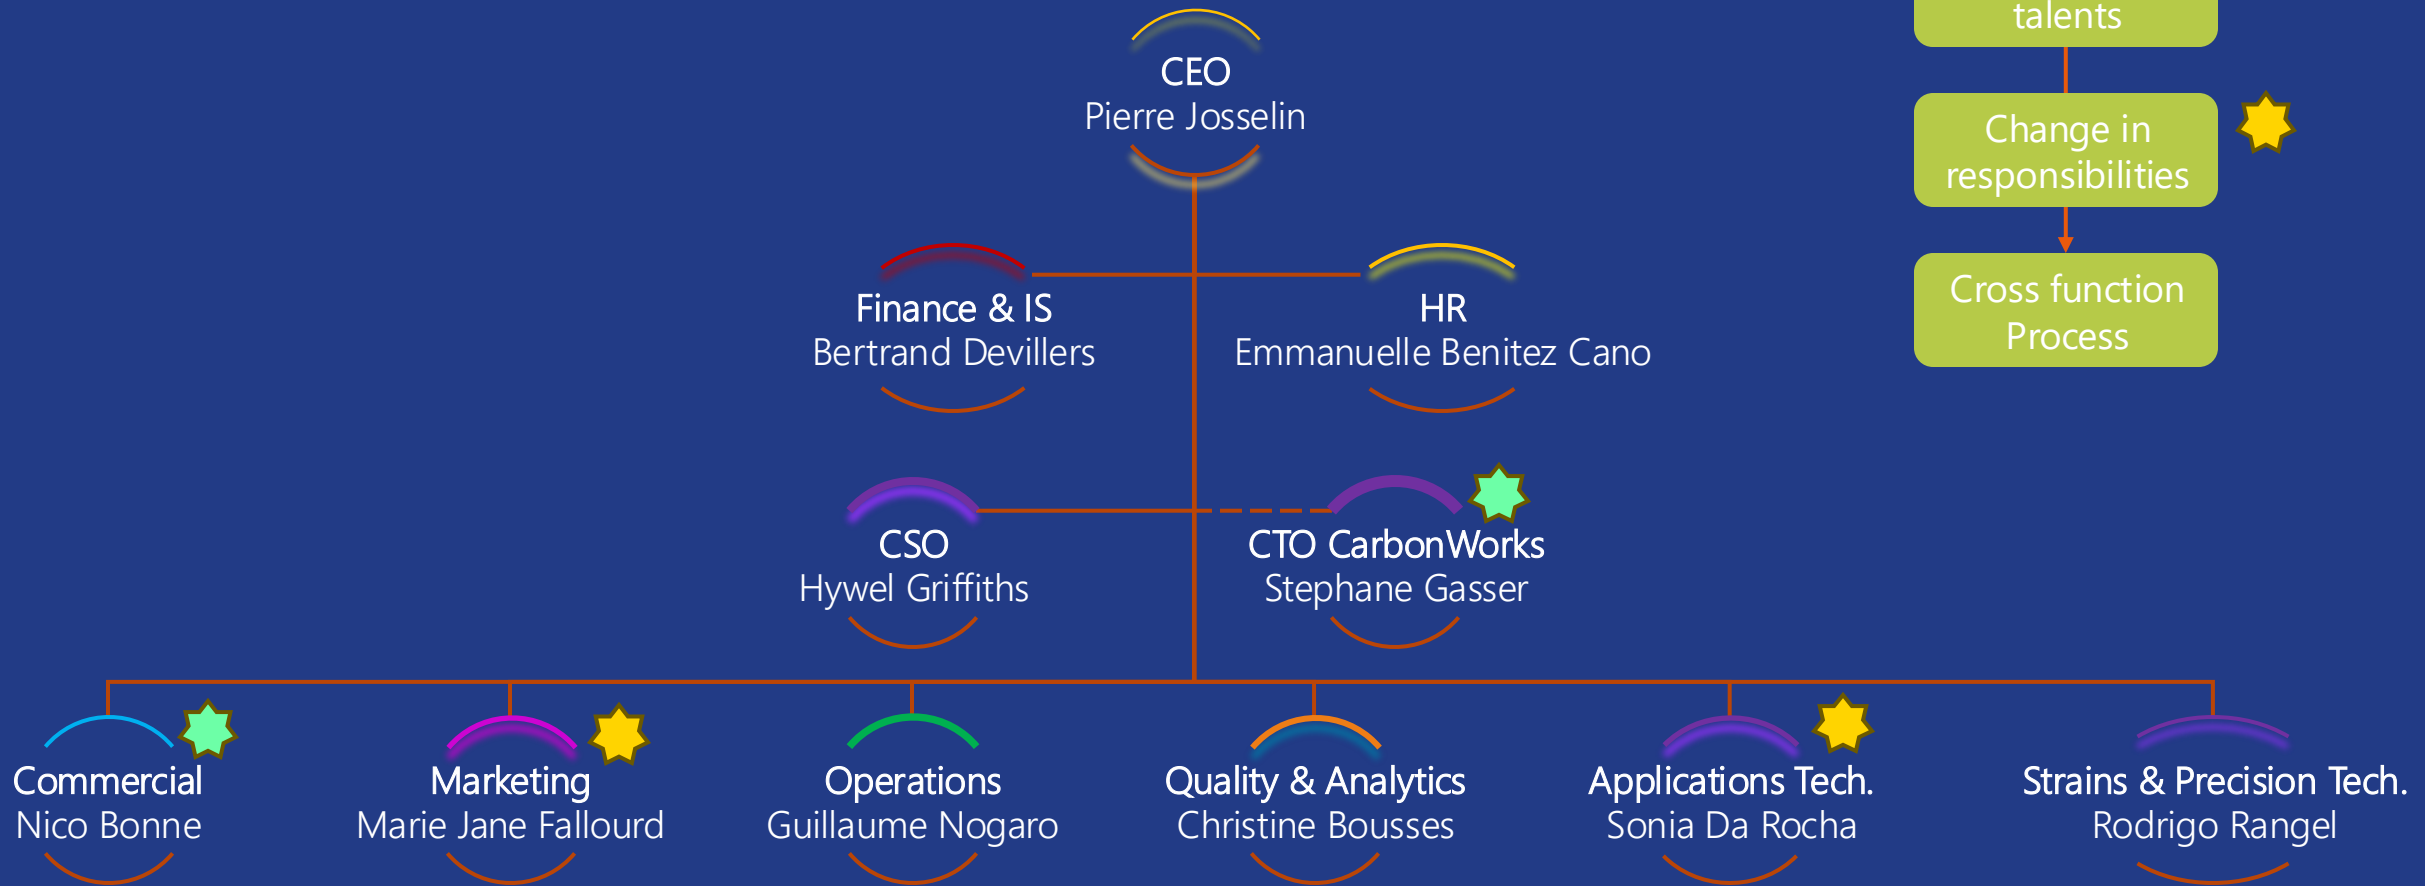 talents
CEO
Pierre Josselin
Change in
responsibilities
Finance & IS
Bertrand Devillers
HR
Emmanuelle Benitez Cano
Cross function
Process
CSO
Hywel Griffiths
CTO CarbonWorks
Stephane Gasser
Commercial
Nico Bonne
Marketing
Marie Jane Fallourd
Operations
Guillaume Nogaro
Quality & Analytics
Christine Bousses
Applications Tech.
Sonia Da Rocha
Strains & Precision Tech.
Rodrigo Rangel